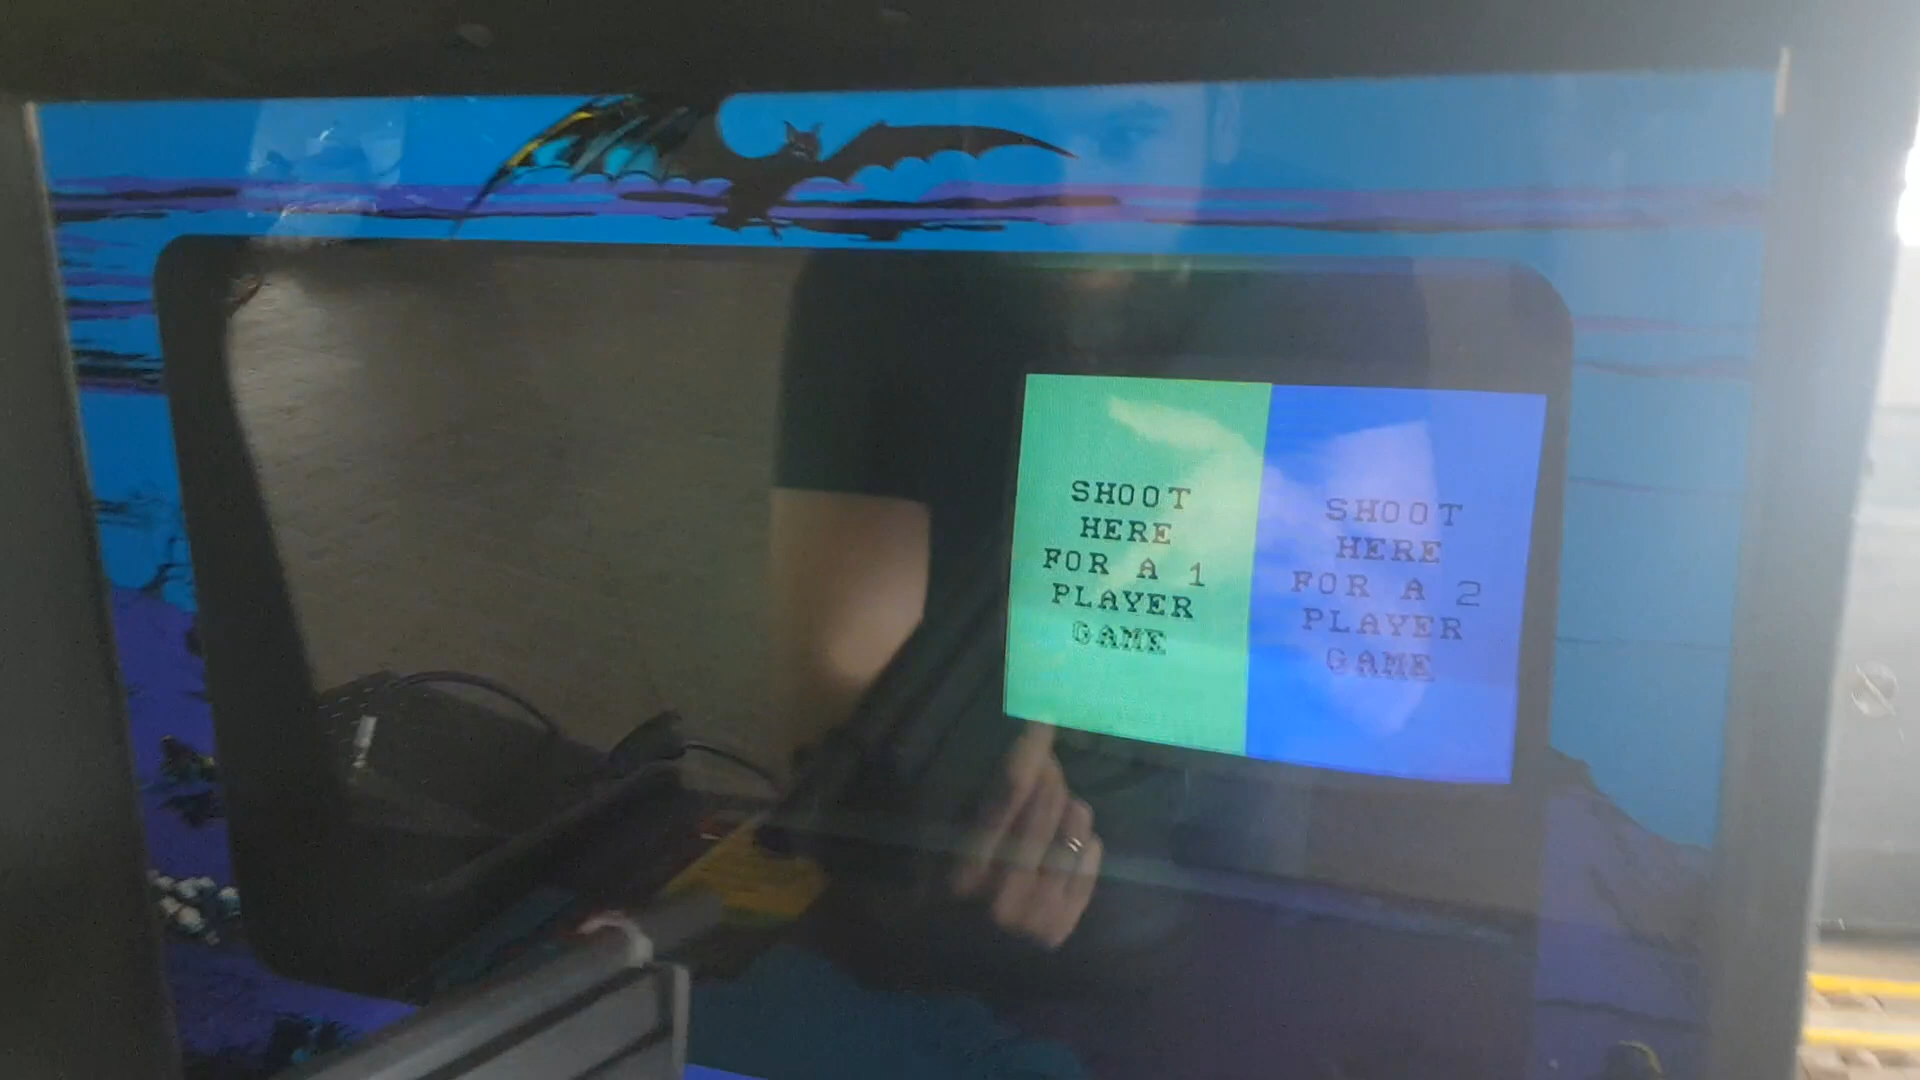 SHOOT
HERE
FOR A 1
PLAYER
GAME
SHOOT
HERE
FOR A 2
PLAYER
GAME